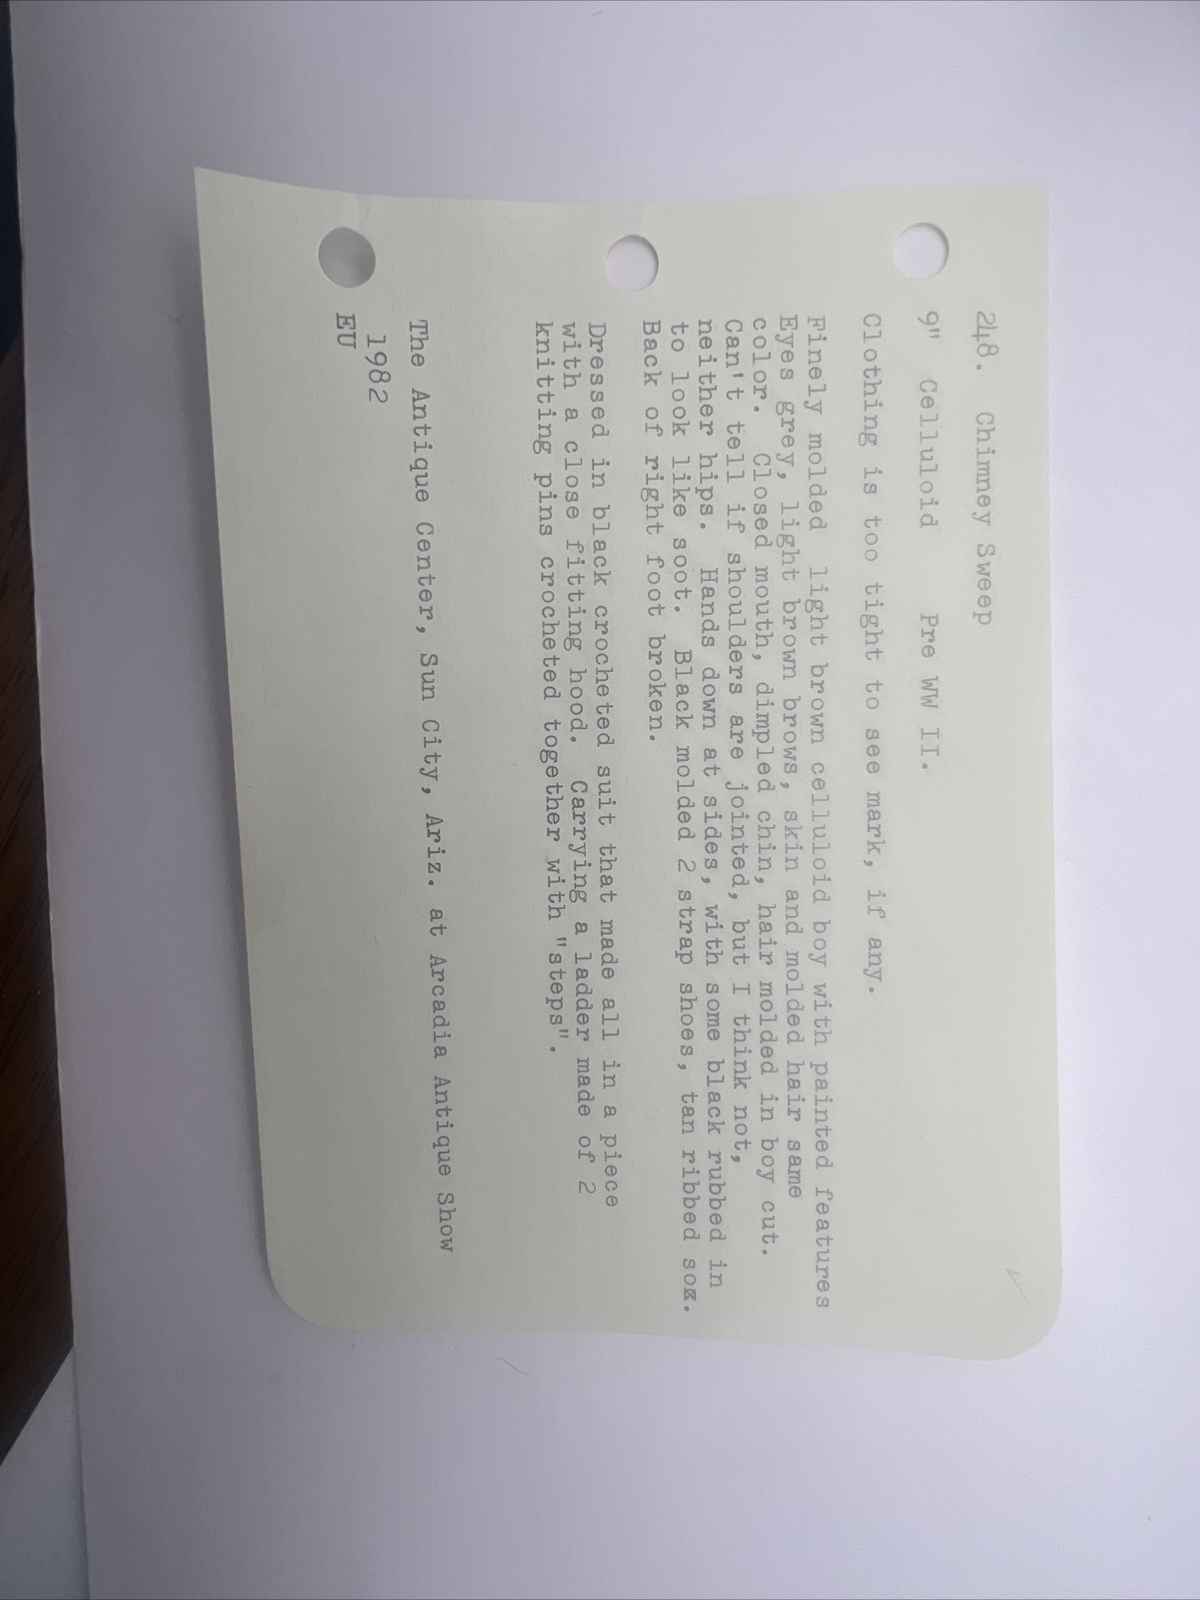 248.  Chimney Sweep
9"  Celluloid    Pre WW II.
Clothing is too tight to see mark, if any.
Finely molded  light brown celluloid boy with painted features
Eyes grey, light brown brows, skin and molded hair same
color.  Closed mouth, dimpled chin, hair molded in boy cut.
Can't tell if shoulders are jointed, but I think not,
neither hips.  Hands down at sides, with some black rubbed in
to look like soot.  Black molded 2 strap shoes, tan ribbed sox.
Back of right foot broken.
Dressed in black crocheted suit that made all in a piece
with a close fitting hood.  Carrying a ladder made of 2
knitting pins crocheted together with "steps".
The Antique Center, Sun City, Ariz. at Arcadia Antique Show
1982
EU